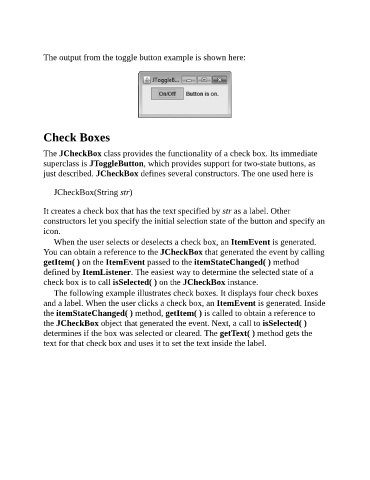 The output from the toggle button example is shown here:
JToggleB...
On/Off Button is on.
Check Boxes
The JCheckBox class provides the functionality of a check box. Its immediate
superclass is JToggleButton, which provides support for two-state buttons, as
just described. JCheckBox defines several constructors. The one used here is
JCheckBox(String str)
It creates a check box that has the text specified by str as a label. Other
constructors let you specify the initial selection state of the button and specify an
icon.
When the user selects or deselects a check box, an ItemEvent is generated.
You can obtain a reference to the JCheckBox that generated the event by calling
getItem( ) on the ItemEvent passed to the itemStateChanged( ) method
defined by ItemListener. The easiest way to determine the selected state of a
check box is to call isSelected( ) on the JCheckBox instance.
The following example illustrates check boxes. It displays four check boxes
and a label. When the user clicks a check box, an ItemEvent is generated. Inside
the itemStateChanged( ) method, getItem( ) is called to obtain a reference to
the JCheckBox object that generated the event. Next, a call to isSelected( )
determines if the box was selected or cleared. The getText( ) method gets the
text for that check box and uses it to set the text inside the label.